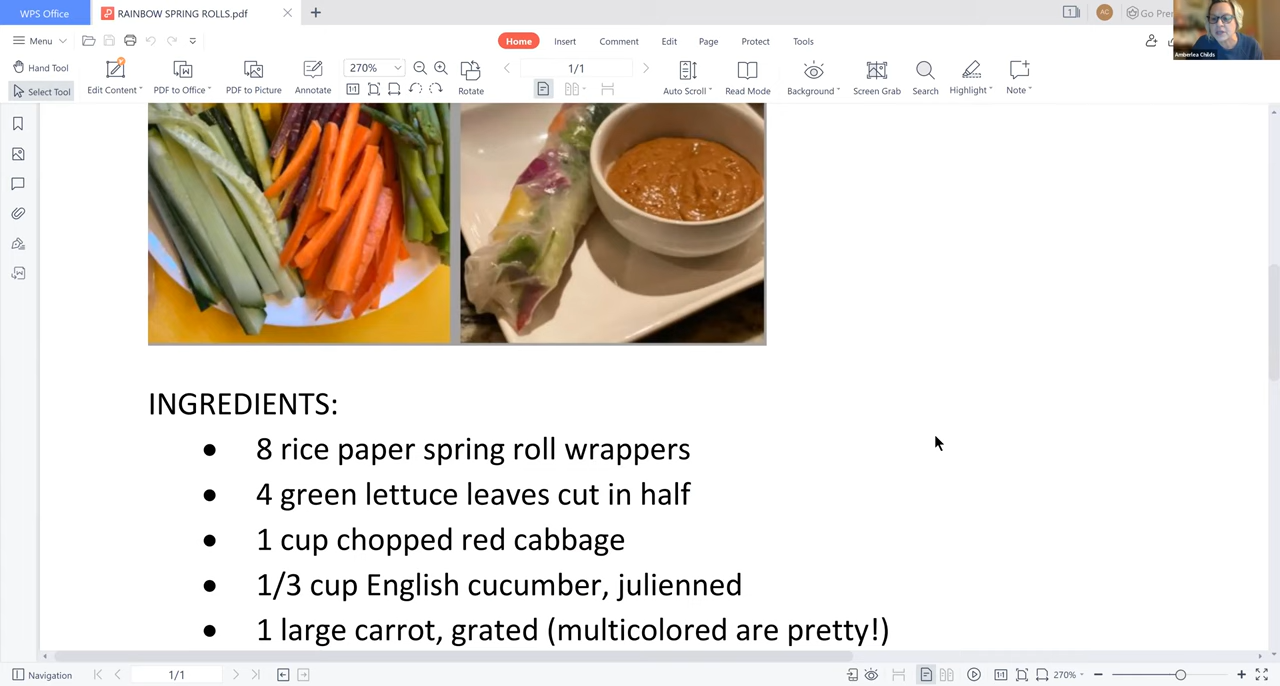 WPS Office
RAINBOW SPRING ROLLS.pdf
1
AC
Go Pre
Amberlea Childs
Menu
Home
Insert
Comment
Edit
Page
Protect
Tools
Hand Tool
Select Tool
Edit Content
PDF to Office
PDF to Picture
Annotate
270%
1/1
Rotate
Auto Scroll
Read Mode
Background
Screen Grab
Search
Highlight
Note
INGREDIENTS:
● 8 rice paper spring roll wrappers
● 4 green lettuce leaves cut in half
● 1 cup chopped red cabbage
● 1/3 cup English cucumber, julienned
● 1 large carrot, grated (multicolored are pretty!)
Navigation
1/1
270%